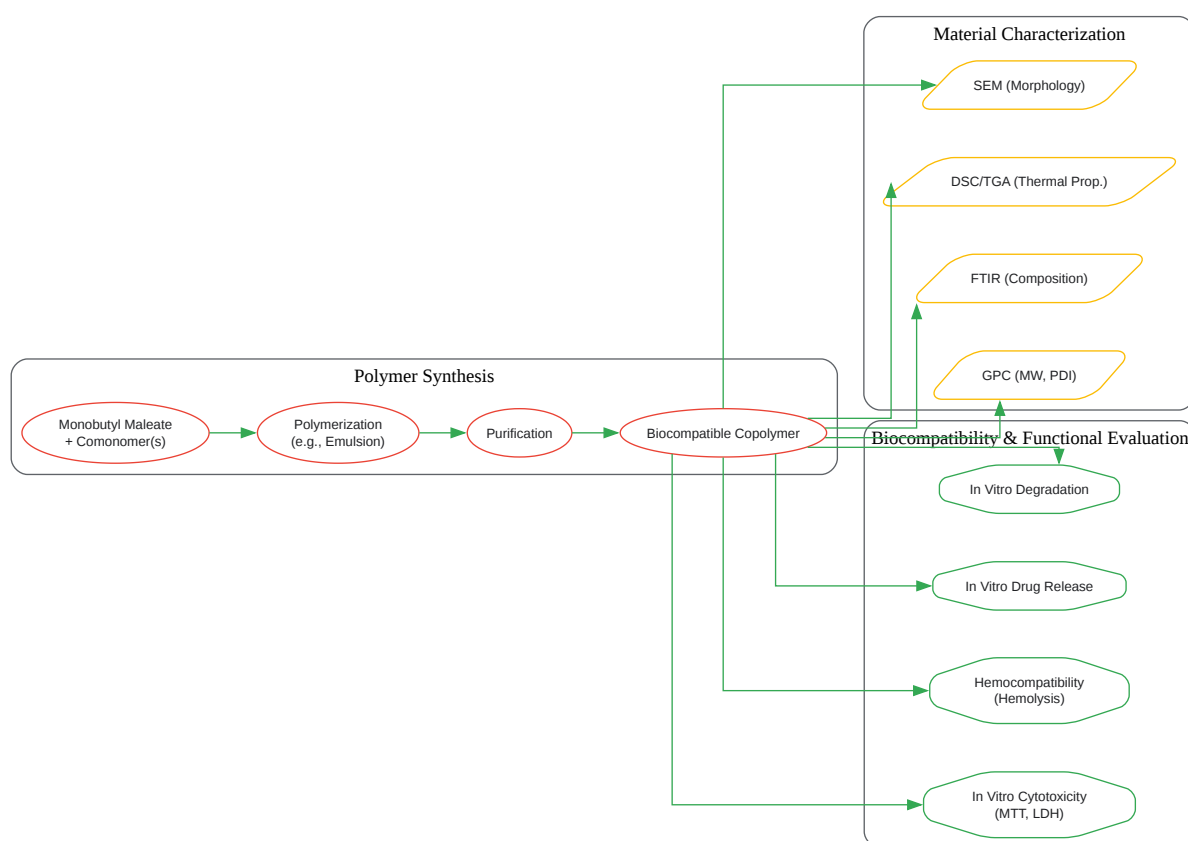 Material Characterization
SEM (Morphology)
DSC/TGA (Thermal Prop.)
FTIR (Composition)
GPC (MW, PDI)
Polymer Synthesis
Monobutyl Maleate
+ Comonomer(s)
Polymerization
(e.g., Emulsion)
Purification
Biocompatible Copolymer
Biocompatibility & Functional Evaluation
In Vitro Degradation
In Vitro Drug Release
Hemocompatibility
(Hemolysis)
In Vitro Cytotoxicity
(MTT, LDH)